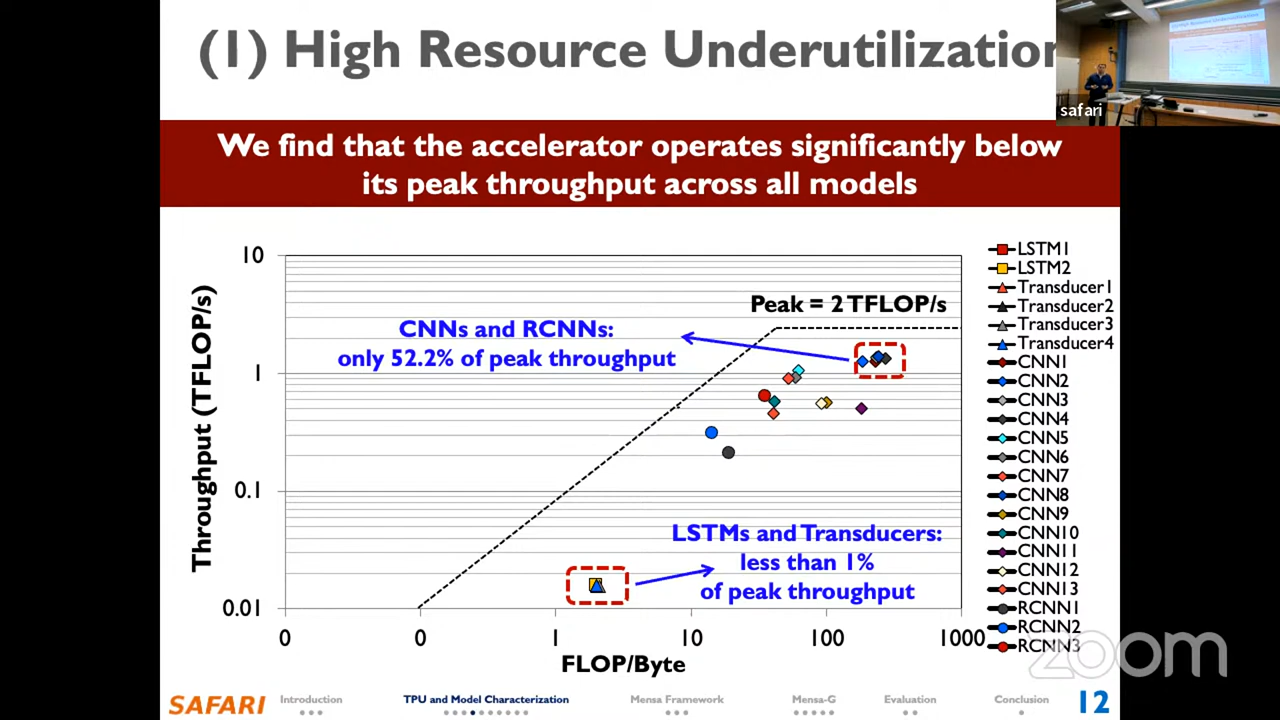 (1) High Resource Underutilization
safari
We find that the accelerator operates significantly below
its peak throughput across all models
Throughput (TFLOP/s)
10
1
0.1
0.01
0
0
1
10
100
1000
FLOP/Byte
Peak = 2 TFLOP/s
CNNs and RCNNs:
only 52.2% of peak throughput
LSTMs and Transducers:
less than 1%
of peak throughput
LSTM1
LSTM2
Transducer1
Transducer2
Transducer3
Transducer4
CNN1
CNN2
CNN3
CNN4
CNN5
CNN6
CNN7
CNN8
CNN9
CNN10
CNN11
CNN12
CNN13
RCNN1
RCNN2
RCNN3
zoom
SAFARI
Introduction
TPU and Model Characterization
Mensa Framework
Mensa-G
Evaluation
Conclusion
12